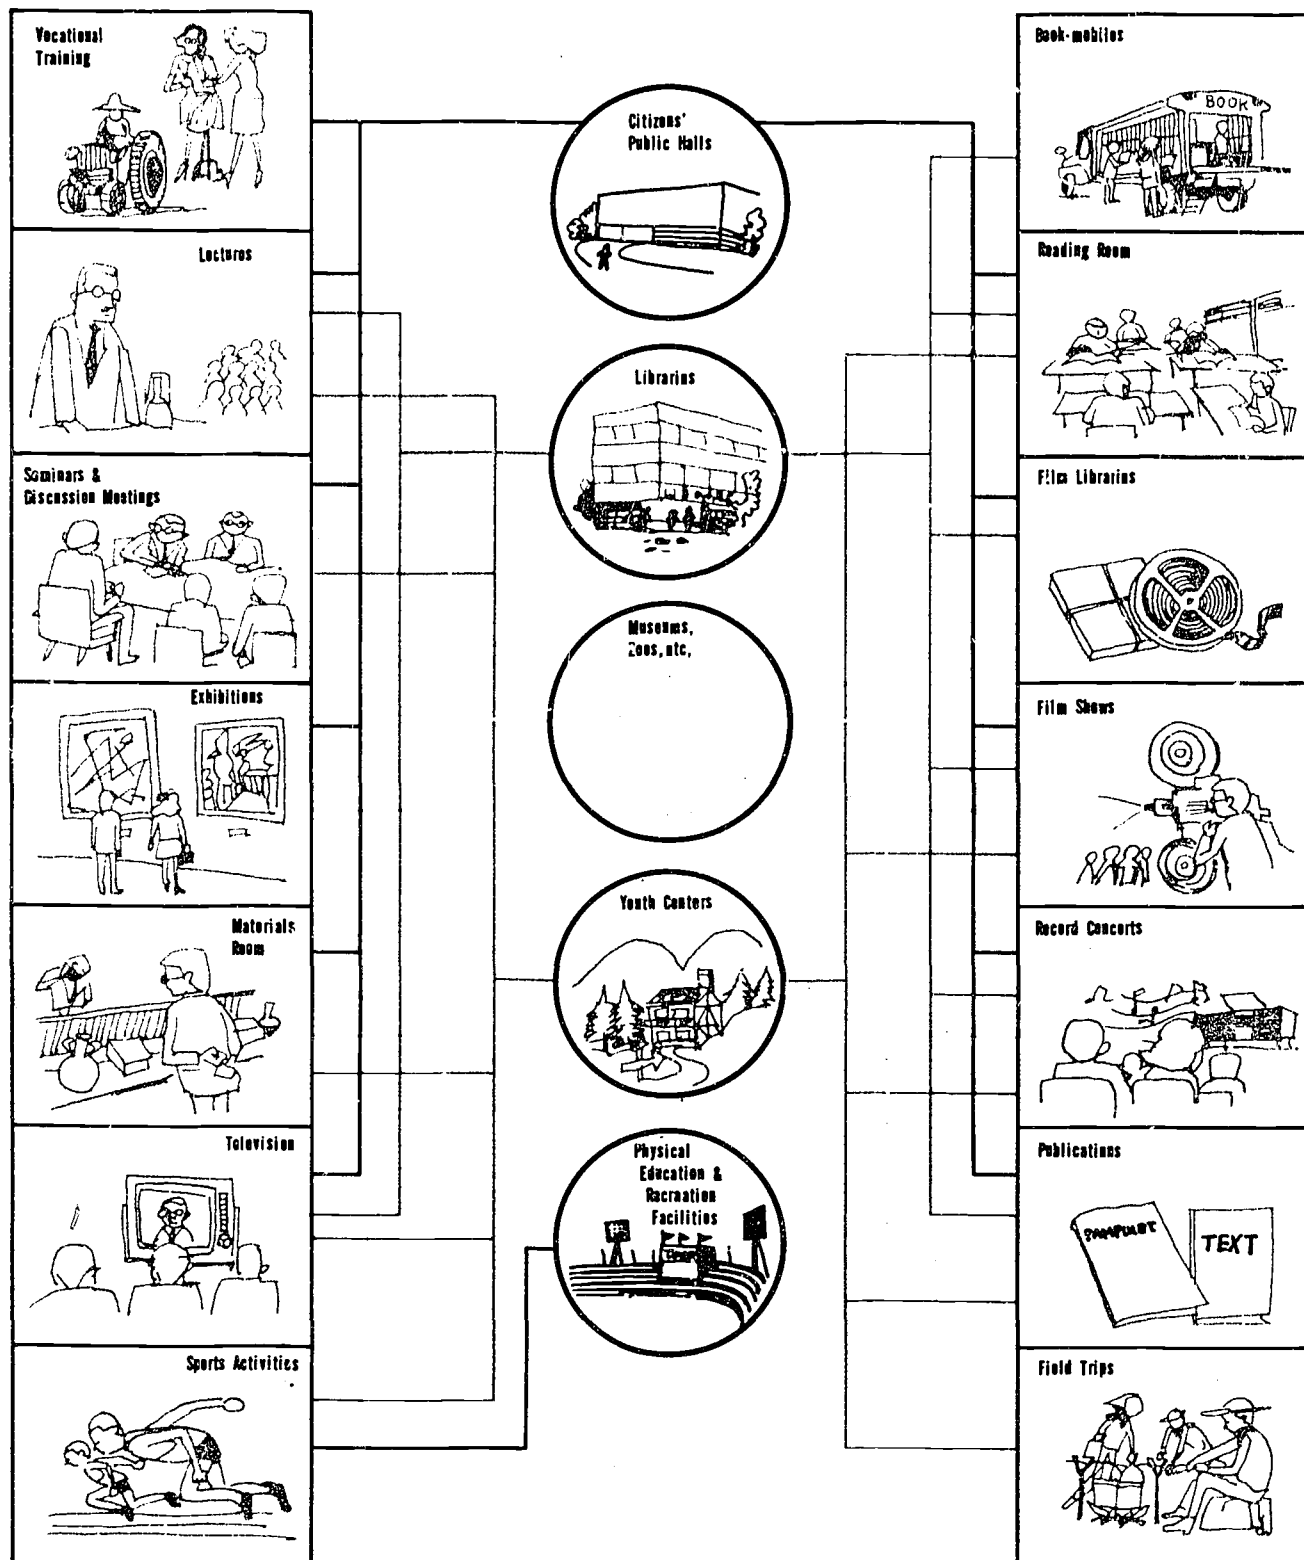 Vocational
Training
Lectures
Seminars &
Discussion Meetings
Exhibitions
Materials
Room
Television
Sports Activities
Citizens'
Public Halls
Libraries
Museums,
Zoos, etc,
Youth Centers
Physical
Education &
Recreation
Facilities
Book-mobiles
BOOK
Reading Room
Film Libraries
Film Shows
Record Concerts
Publications
PAMPHLET
TEXT
Field Trips